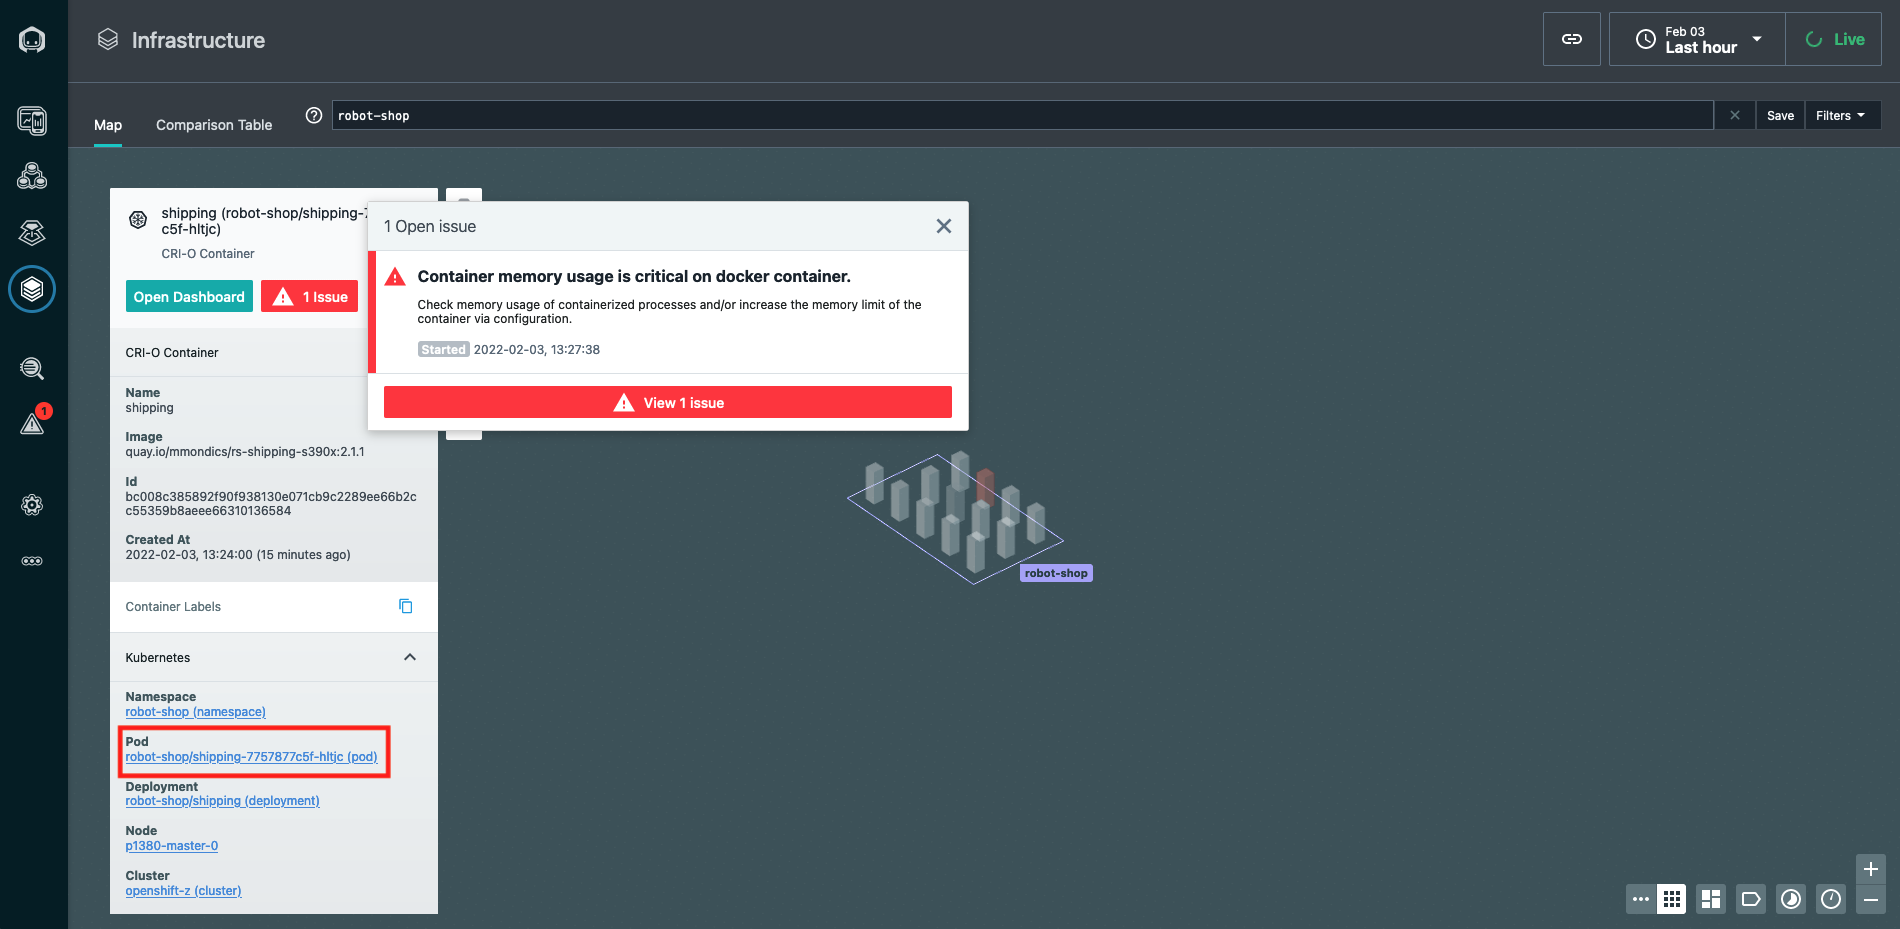 Infrastructure
Feb 03
Last hour
Live
Map
Comparison Table
robot-shop
Save
Filters
shipping (robot-shop/shipping-7
c5f-hltjc)
CRI-O Container
Open Dashboard
1 Issue
1 Open issue
Container memory usage is critical on docker container.
Check memory usage of containerized processes and/or increase the memory limit of the
container via configuration.
Started 2022-02-03, 13:27:38
View 1 issue
CRI-O Container
Name
shipping
Image
quay.io/mmondics/rs-shipping-s390x:2.1.1
Id
bc008c385892f90f938130e071cb9c2289ee66b2c
c55359b8aeee66310136584
Created At
2022-02-03, 13:24:00 (15 minutes ago)
Container Labels
Kubernetes
Namespace
robot-shop (namespace)
Pod
robot-shop/shipping-7757877c5f-hltjc (pod)
Deployment
robot-shop/shipping (deployment)
Node
p1380-master-0
Cluster
openshift-z (cluster)
1
robot-shop